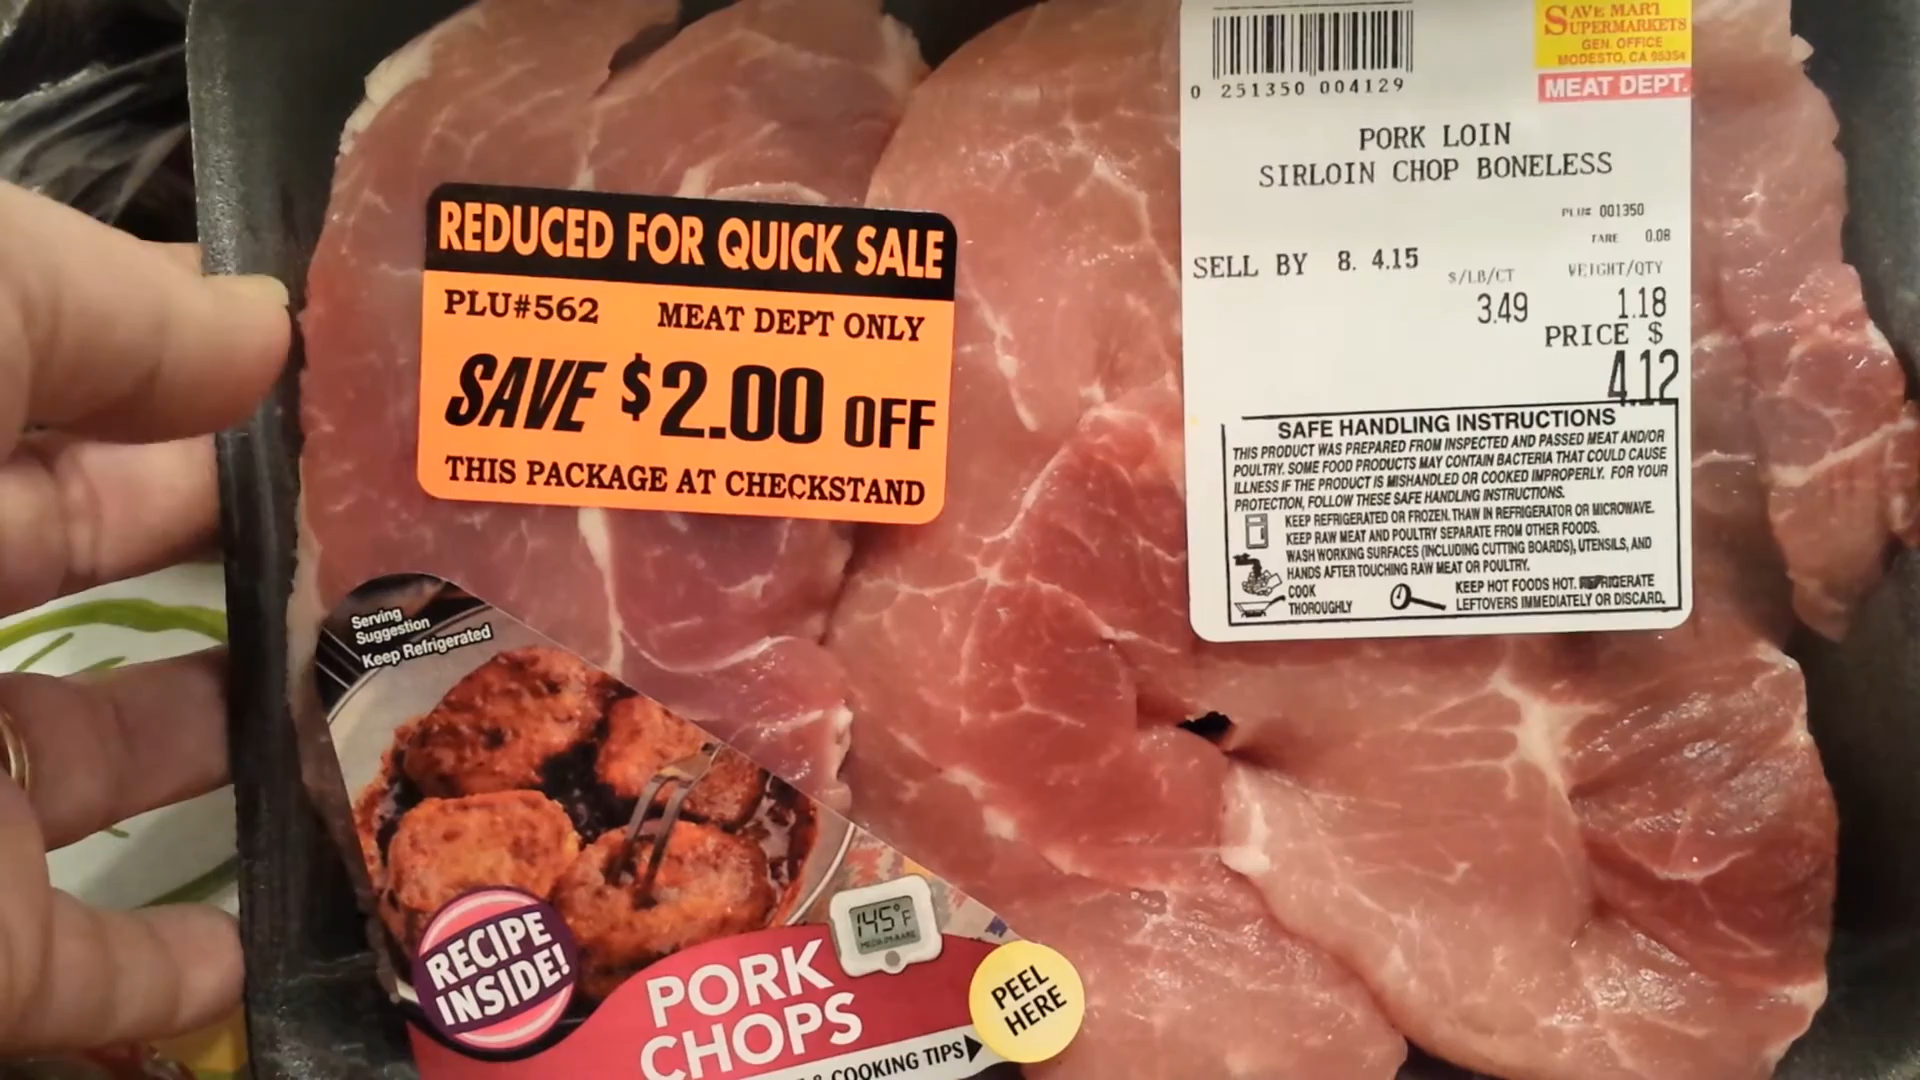 SAVE MART
SUPERMARKETS
GEN. OFFICE
MODESTO, CA 95354
MEAT DEPT.
0 251350 004129
PORK LOIN
SIRLOIN CHOP BONELESS
PLU# 001350
TARE 0.08
SELL BY 8. 4.15
$/LB/CT WEIGHT/QTY
3.49 1.18
PRICE $
4.12
SAFE HANDLING INSTRUCTIONS
THIS PRODUCT WAS PREPARED FROM INSPECTED AND PASSED MEAT AND/OR
POULTRY. SOME FOOD PRODUCTS MAY CONTAIN BACTERIA THAT COULD CAUSE
ILLNESS IF THE PRODUCT IS MISHANDLED OR COOKED IMPROPERLY. FOR YOUR
PROTECTION, FOLLOW THESE SAFE HANDLING INSTRUCTIONS.
KEEP REFRIGERATED OR FROZEN. THAW IN REFRIGERATOR OR MICROWAVE.
KEEP RAW MEAT AND POULTRY SEPARATE FROM OTHER FOODS.
WASH WORKING SURFACES (INCLUDING CUTTING BOARDS), UTENSILS, AND
HANDS AFTER TOUCHING RAW MEAT OR POULTRY.
COOK
THOROUGHLY
KEEP HOT FOODS HOT. REFRIGERATE
LEFTOVERS IMMEDIATELY OR DISCARD.
REDUCED FOR QUICK SALE
PLU#562 MEAT DEPT ONLY
SAVE $2.00 OFF
THIS PACKAGE AT CHECKSTAND
Serving
Suggestion
Keep Refrigerated
145°F
MEDIUM RARE
RECIPE
INSIDE!
PORK
CHOPS
PEEL
HERE
& COOKING TIPS